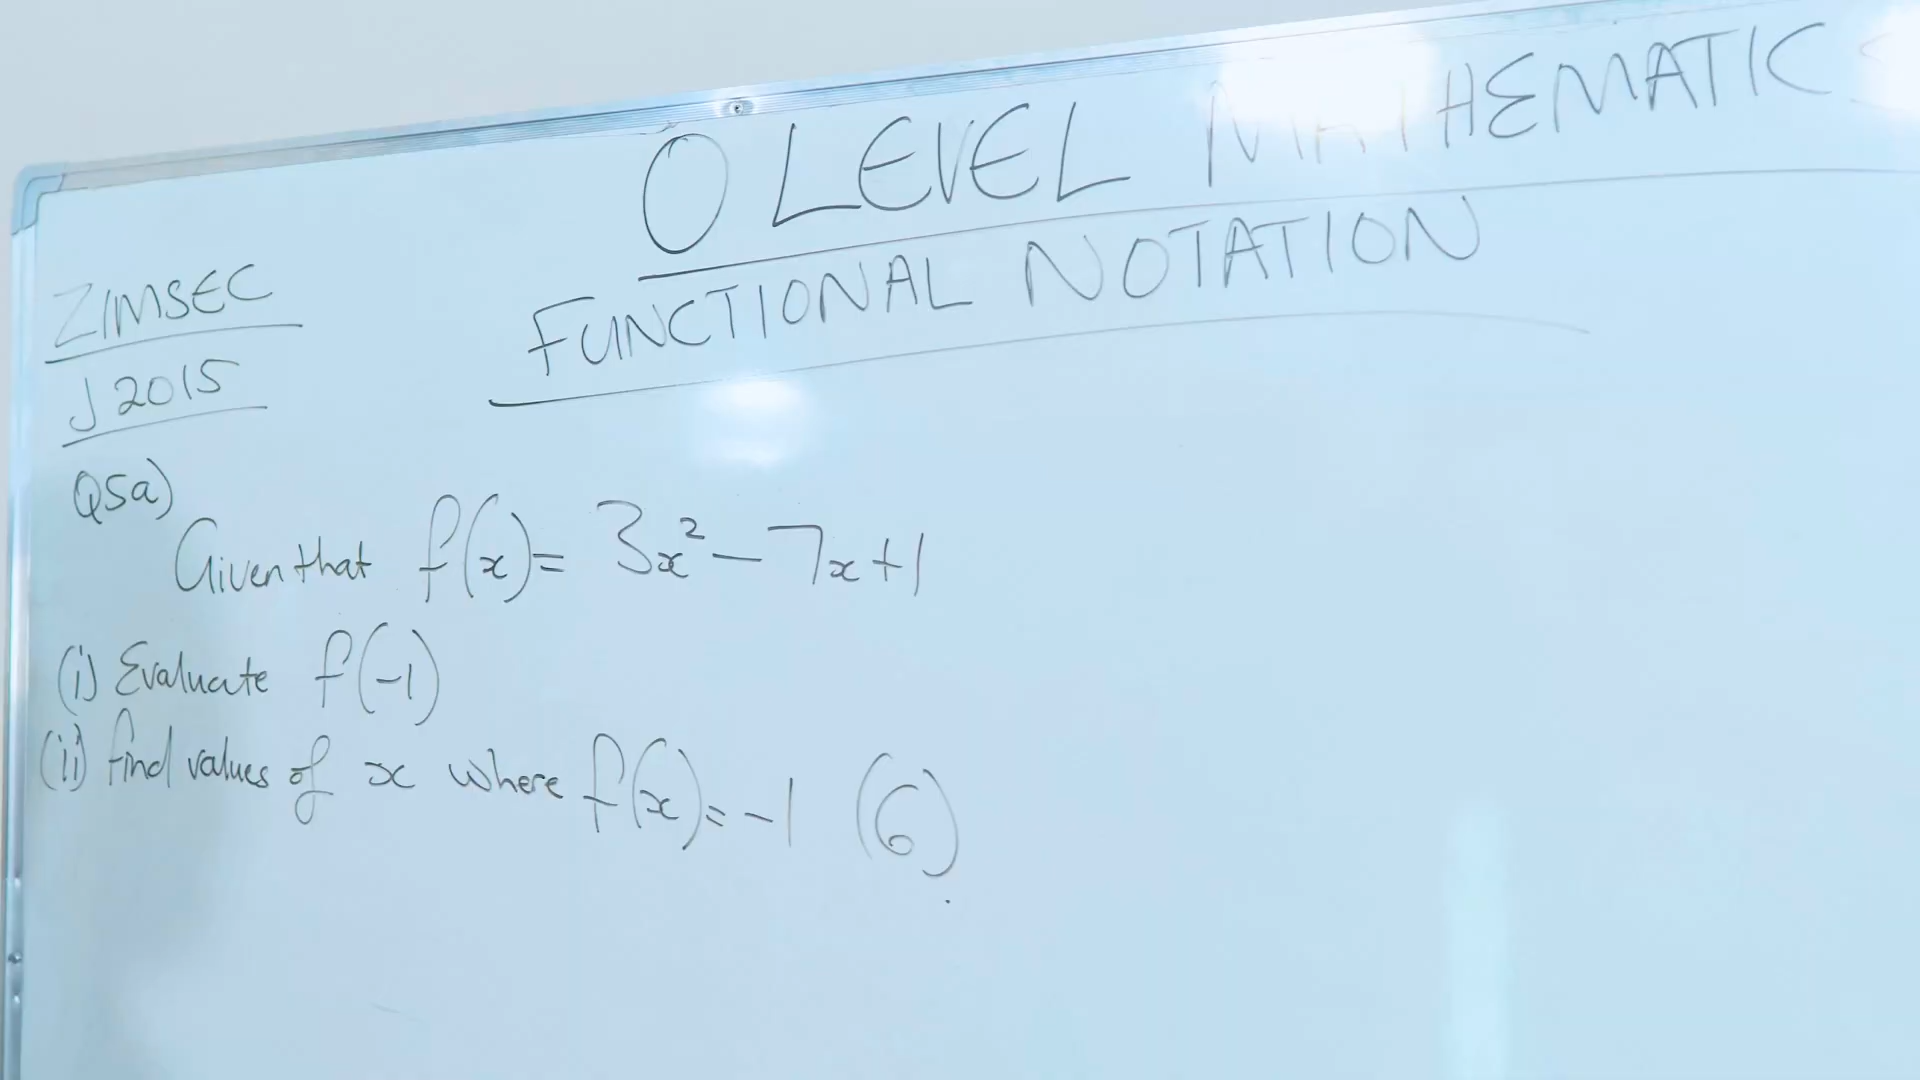 O LEVEL MATHEMATICS
FUNCTIONAL NOTATION
ZIMSEC
J 2015
Q5a)
Given that f(x) = 3x² - 7x + 1
(i) Evaluate f(-1)
(ii) find values of x where f(x) = -1 (6)